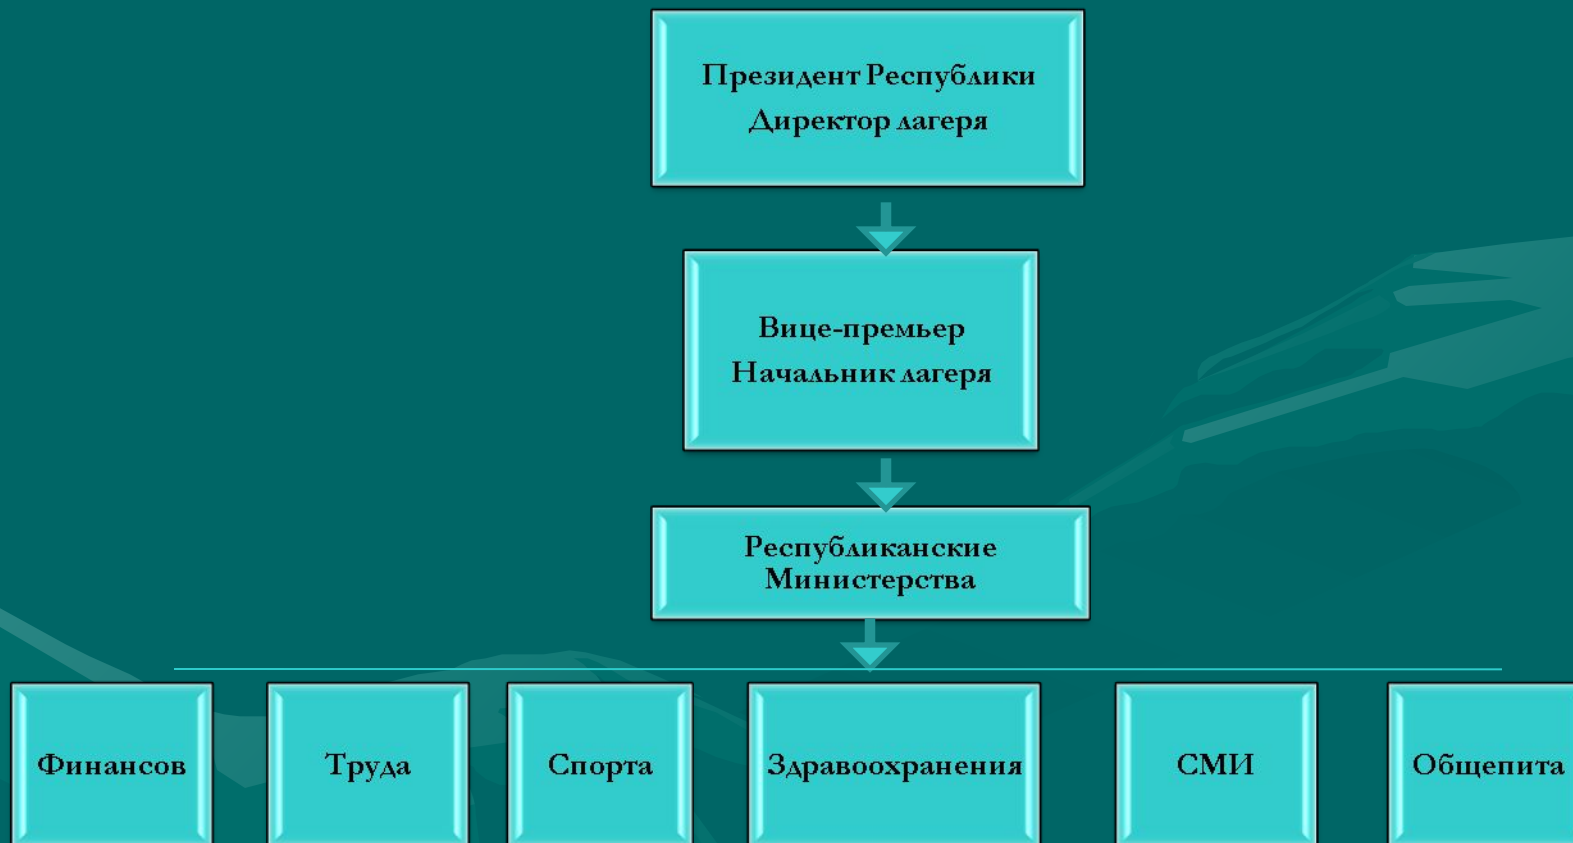 Президент Республики
Директор лагеря
Вице-премьер
Начальник лагеря
Республиканские
Министерства
Финансов
Труда
Спорта
Здравоохранения
СМИ
Общепита